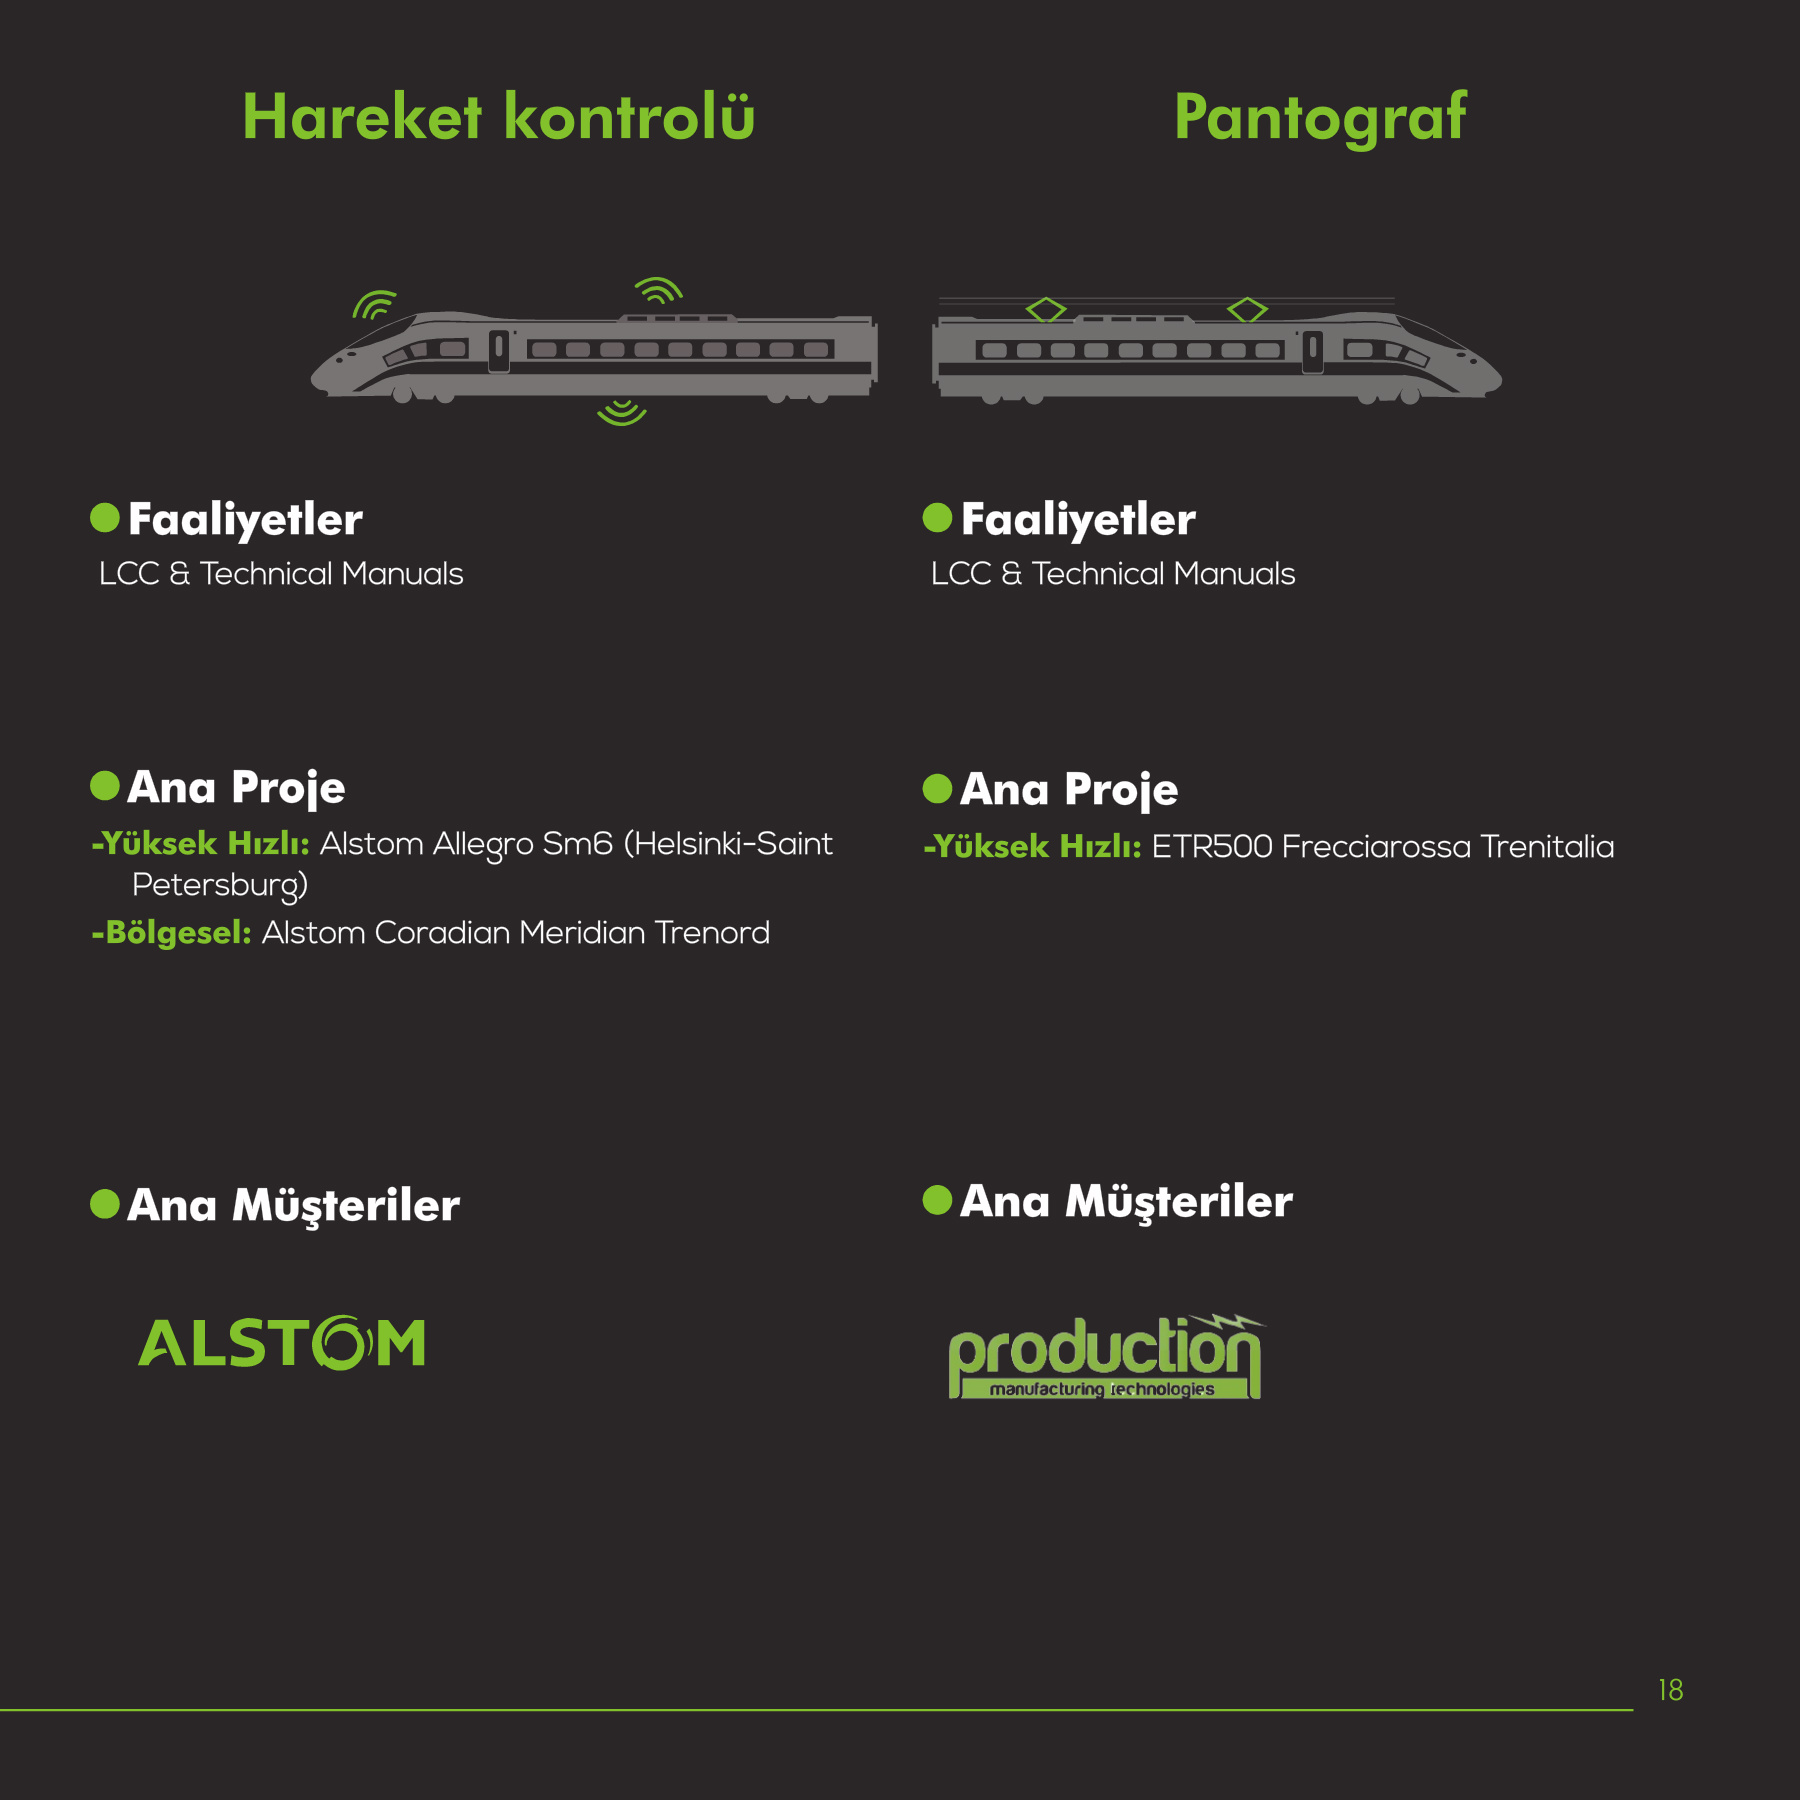 Hareket kontrolü
Faaliyetler
LCC & Technical Manuals
Ana Proje
-Yüksek Hızlı: Alstom Allegro Sm6 (Helsinki-Saint
Petersburg)
-Bölgesel: Alstom Coradian Meridian Trenord
Ana Müşteriler
ALSTOM
Pantograf
Faaliyetler
LCC & Technical Manuals
Ana Proje
-Yüksek Hızlı: ETR500 Frecciarossa Trenitalia
Ana Müşteriler
production
manufacturing technologies
18